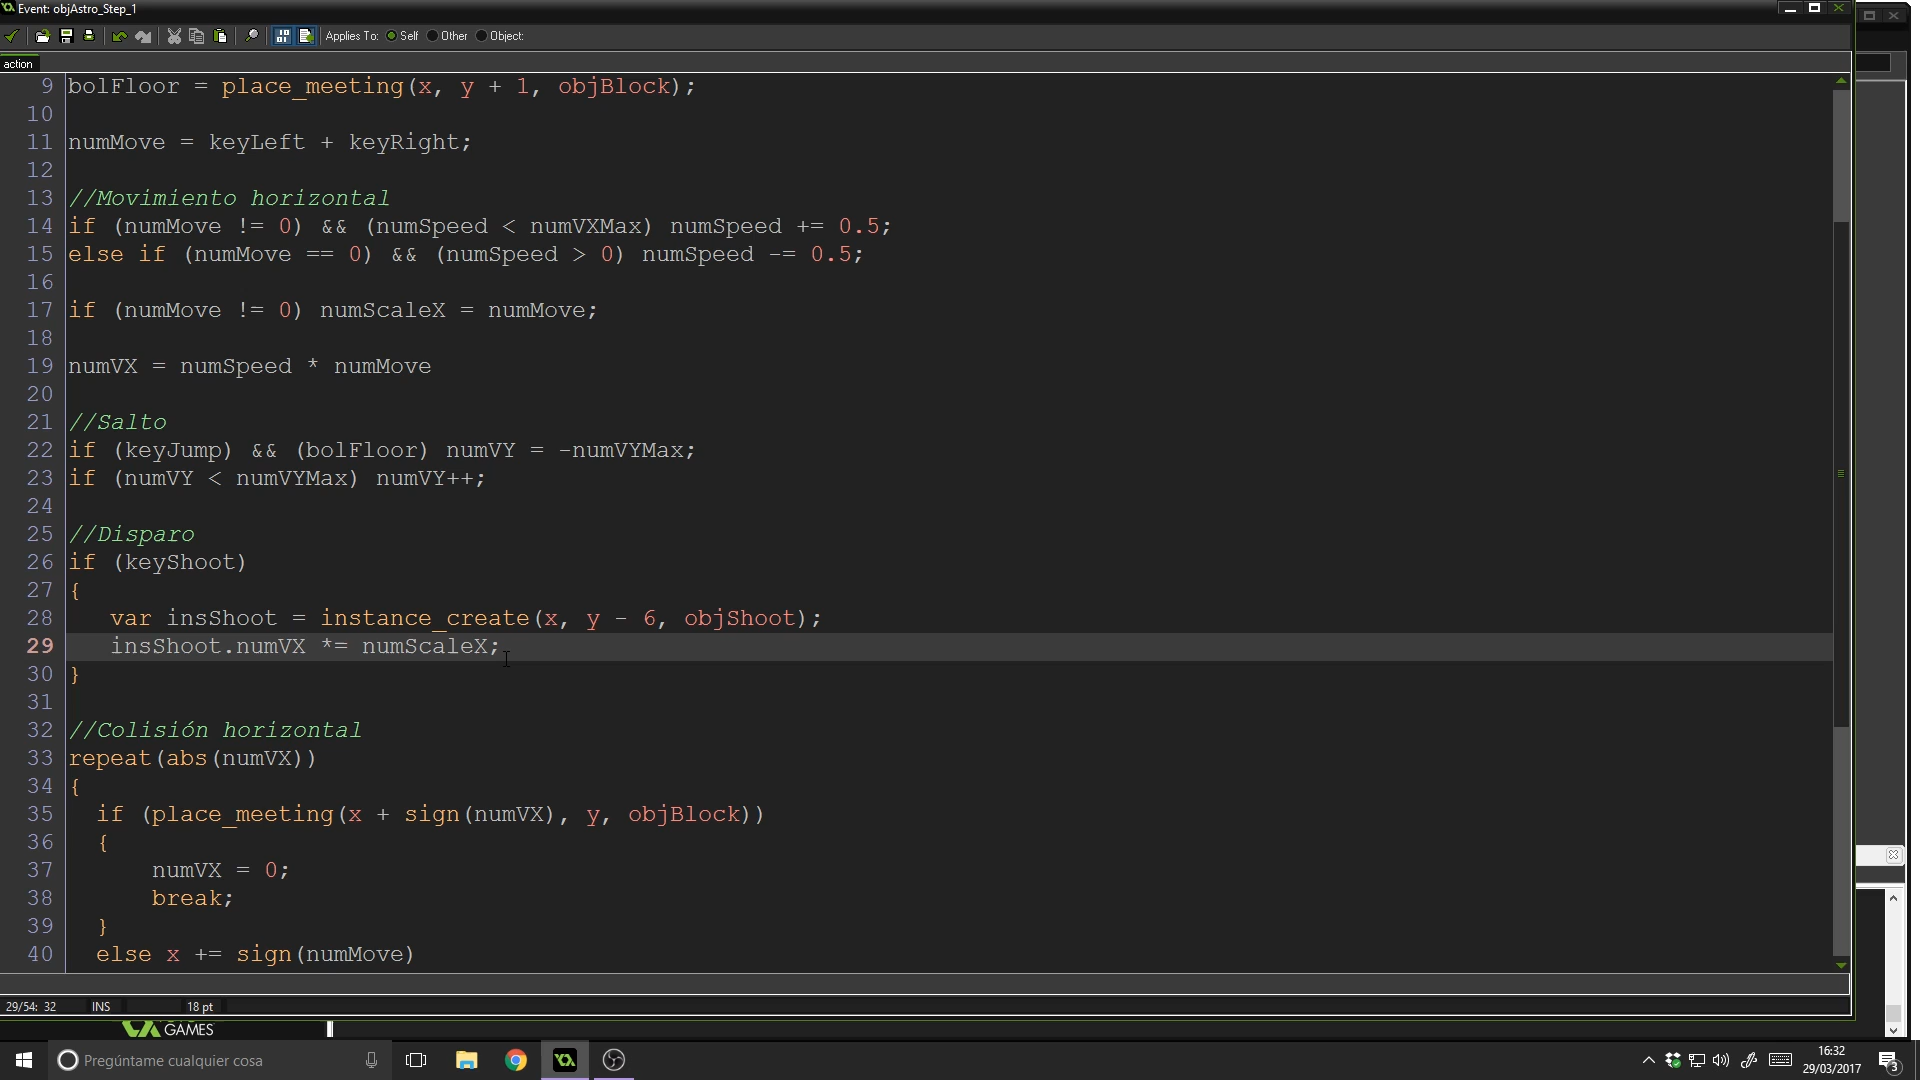 Event: objAstro_Step_1
Applies To: Self Other Object:
action
9 bolFloor = place_meeting(x, y + 1, objBlock);
10
11 numMove = keyLeft + keyRight;
12
13 //Movimiento horizontal
14 if (numMove != 0) && (numSpeed < numVXMax) numSpeed += 0.5;
15 else if (numMove == 0) && (numSpeed > 0) numSpeed -= 0.5;
16
17 if (numMove != 0) numScaleX = numMove;
18
19 numVX = numSpeed * numMove
20
21 //Salto
22 if (keyJump) && (bolFloor) numVY = -numVYMax;
23 if (numVY < numVYMax) numVY++;
24
25 //Disparo
26 if (keyShoot)
27 {
28 var insShoot = instance_create(x, y - 6, objShoot);
29 insShoot.numVX *= numScaleX;
30 }
31
32 //Colisión horizontal
33 repeat(abs(numVX))
34 {
35 if (place_meeting(x + sign(numVX), y, objBlock))
36 {
37 numVX = 0;
38 break;
39 }
40 else x += sign(numMove)
29/54: 32 INS 18 pt
GAMES
Pregúntame cualquier cosa
16:32
29/03/2017
3